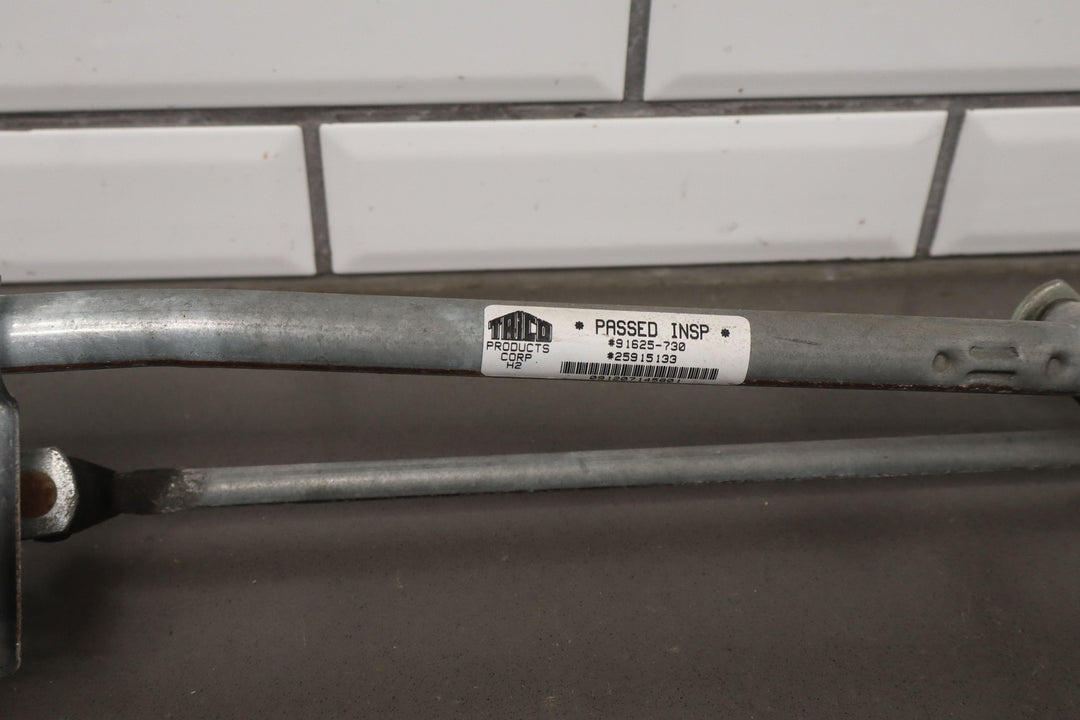 TRICO
PRODUCTS
CORP
H2
* PASSED INSP *
#91625-730
#25915133